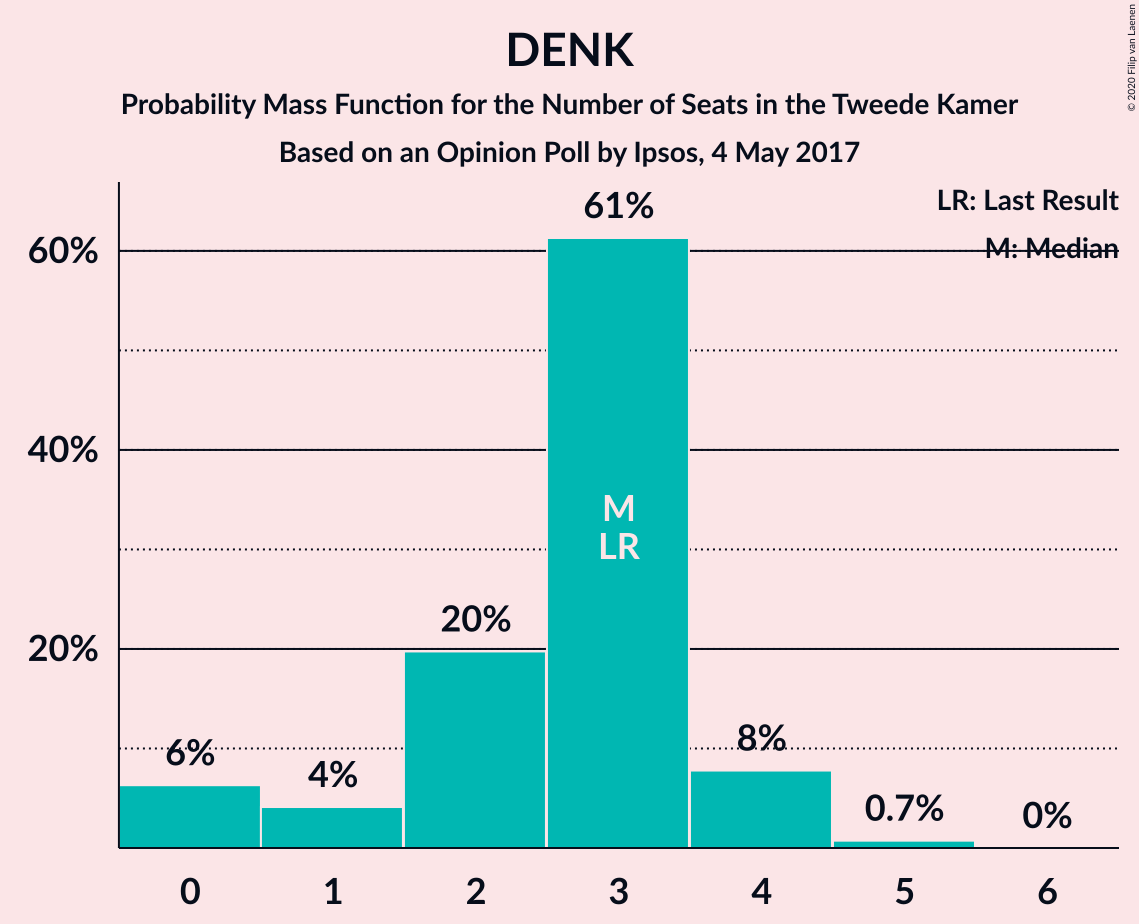 DENK
Probability Mass Function for the Number of Seats in the Tweede Kamer
Based on an Opinion Poll by Ipsos, 4 May 2017
© 2020 Filip van Laenen
LR: Last Result
M: Median
60%
40%
20%
6%
4%
20%
61%
8%
0.7%
0%
M
LR
0 1 2 3 4 5 6